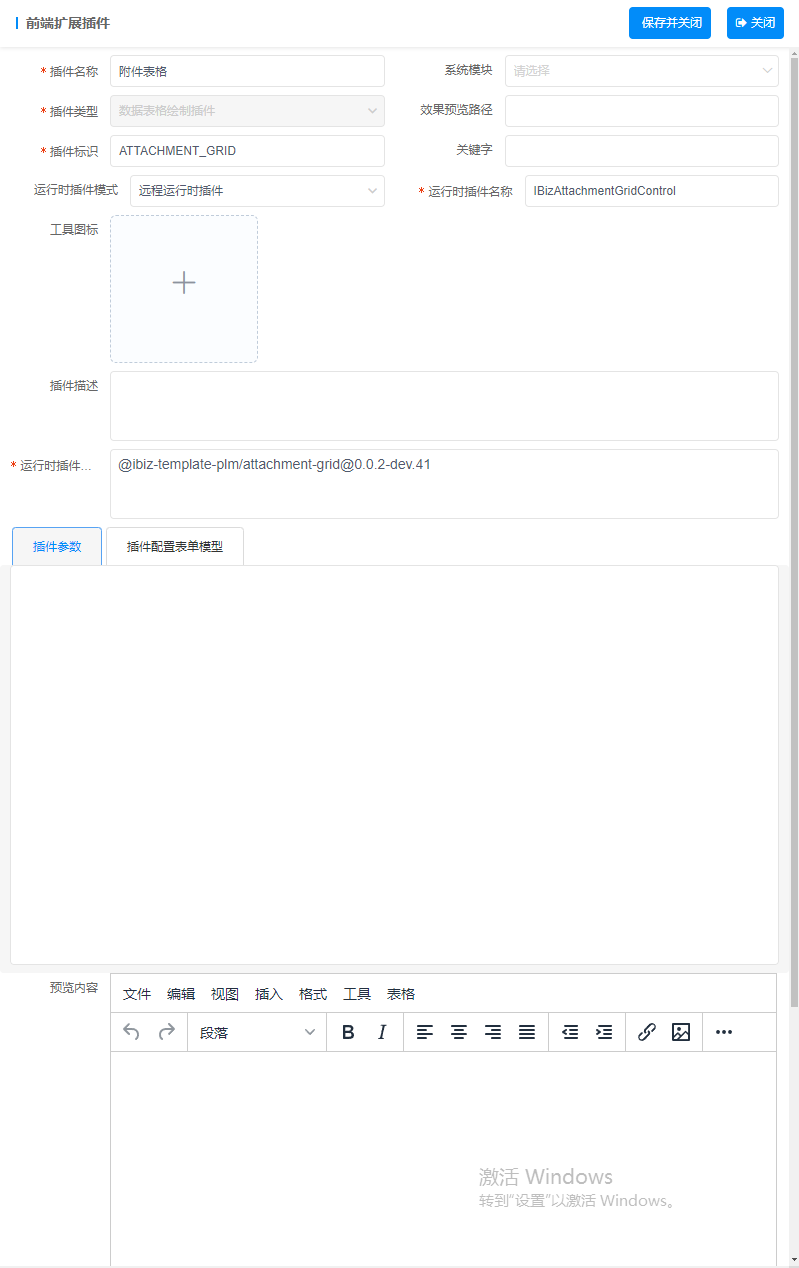 前端扩展插件
保存并关闭
关闭
* 插件名称 附件表格
系统模块 请选择
* 插件类型 数据表格绘制插件
效果预览路径
* 插件标识 ATTACHMENT_GRID
关键字
运行时插件模式 远程运行时插件
* 运行时插件名称 IBizAttachmentGridControl
工具图标
插件描述
* 运行时插件... @ibiz-template-plm/attachment-grid@0.0.2-dev.41
插件参数 插件配置表单模型
预览内容
文件 编辑 视图 插入 格式 工具 表格
段落 B I
激活 Windows
转到“设置”以激活 Windows。